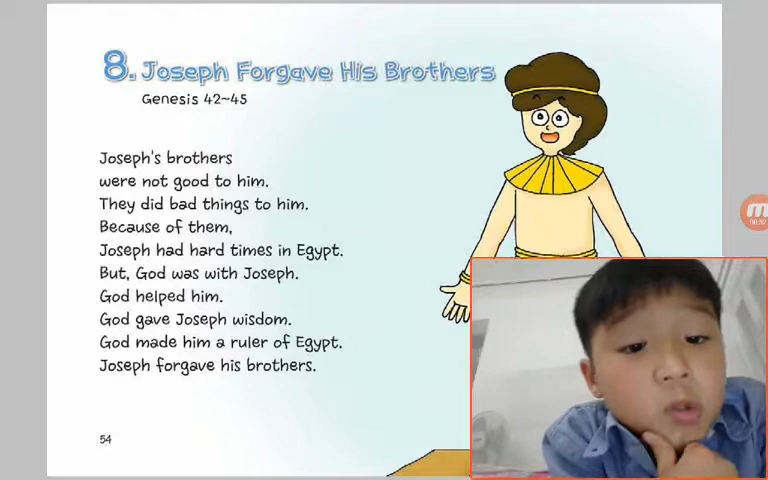 8. Joseph Forgave His Brothers
Genesis 42~45
Joseph's brothers
were not good to him.
They did bad things to him.
Because of them,
Joseph had hard times in Egypt.
But, God was with Joseph.
God helped him.
God gave Joseph wisdom.
God made him a ruler of Egypt.
Joseph forgave his brothers.
54